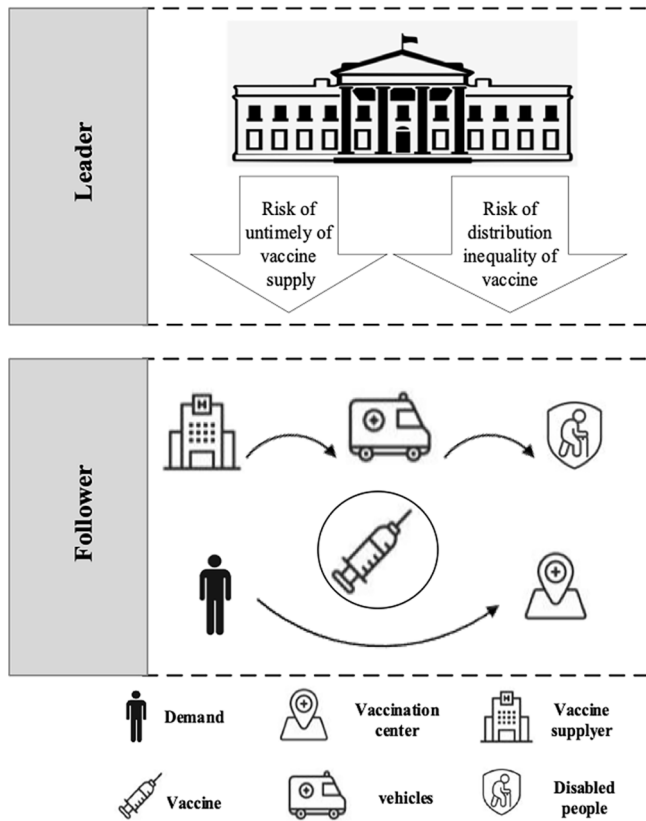 Leader
Risk of
untimely of
vaccine
supply
Risk of
distribution
inequality of
vaccine
Follower
H
Demand
Vaccination
center
H
Vaccine
supplyer
Vaccine
vehicles
Disabled
people